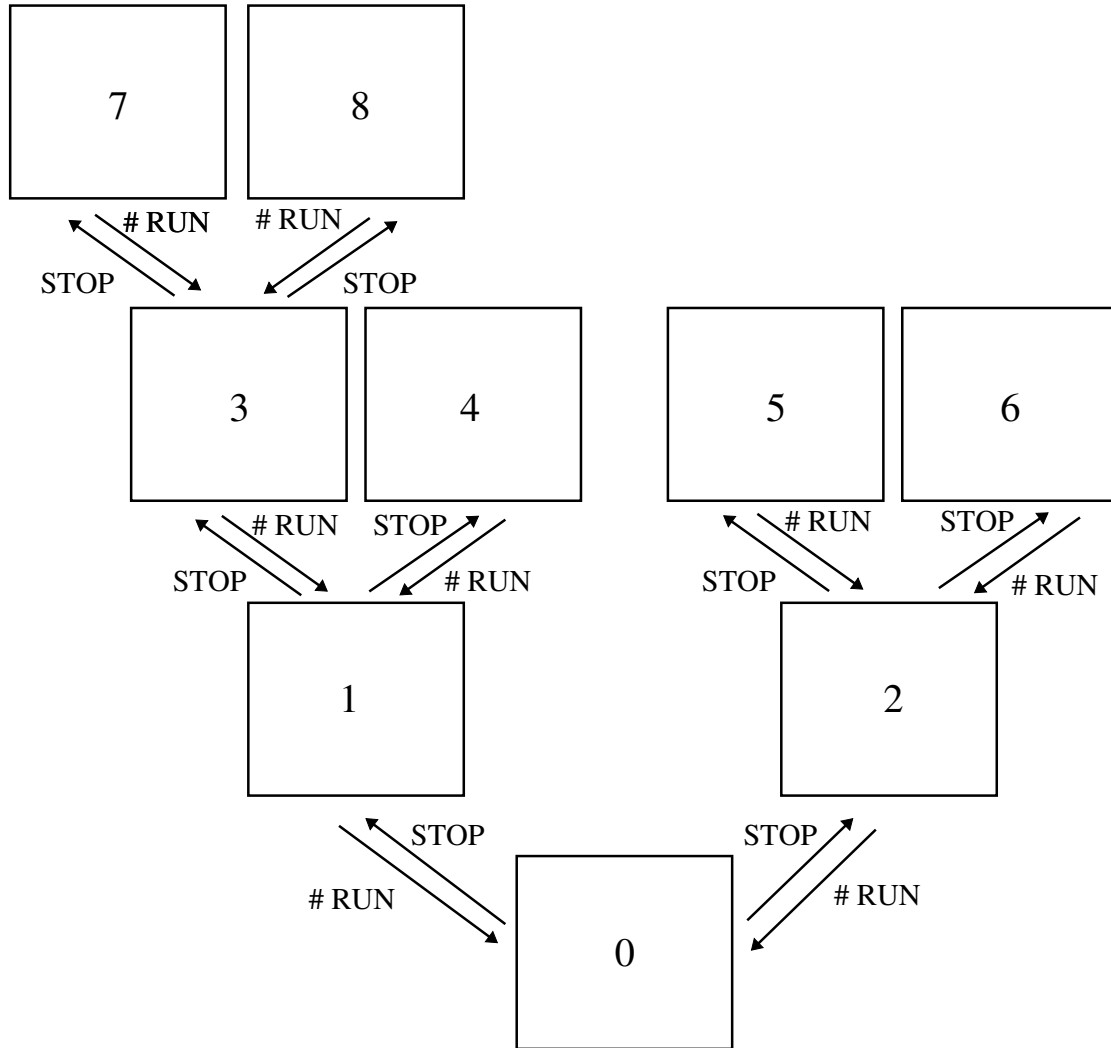 7 8
# RUN # RUN
STOP STOP
3 4 5 6
# RUN STOP # RUN STOP
STOP # RUN STOP # RUN
1 2
STOP STOP
# RUN # RUN
0